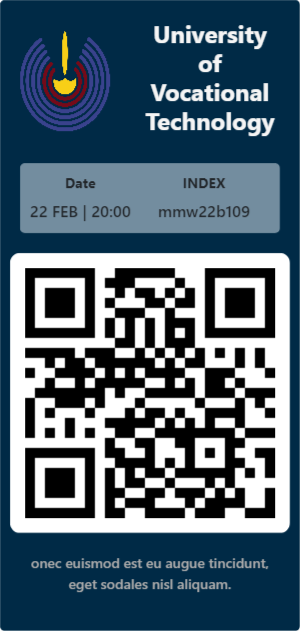 University
of
Vocational
Technology
Date
INDEX
22 FEB | 20:00
mmw22b109
onec euismod est eu augue tincidunt,
eget sodales nisl aliquam.